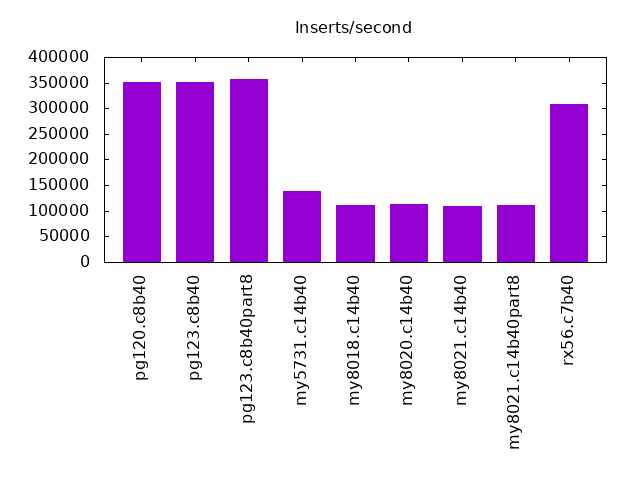 Inserts/second
400000
350000
300000
250000
200000
150000
100000
50000
0
pg120.c8b40
pg123.c8b40
pg123.c8b40part8
my5731.c14b40
my8018.c14b40
my8020.c14b40
my8021.c14b40
my8021.c14b40part8
rx56.c7b40